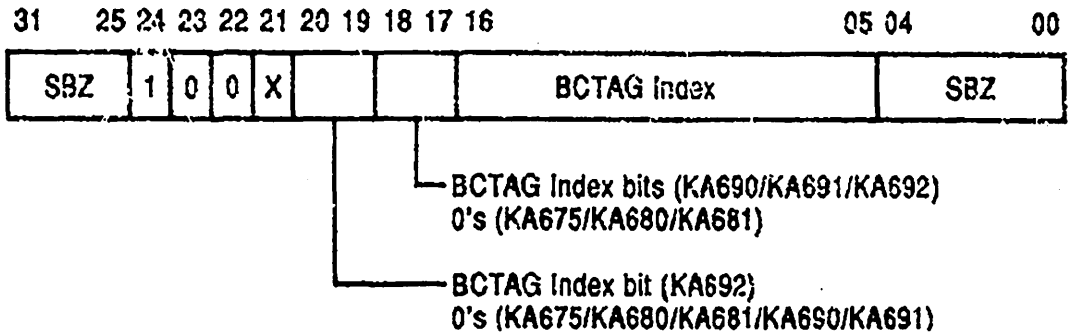 31 25 24 23 22 21 20 19 18 17 16 05 04 00
SBZ 1 0 0 X BCTAG Index SBZ
BCTAG Index bits (KA690/KA691/KA692)
0's (KA675/KA680/KA681)
BCTAG Index bit (KA692)
0's (KA675/KA680/KA681/KA690/KA691)